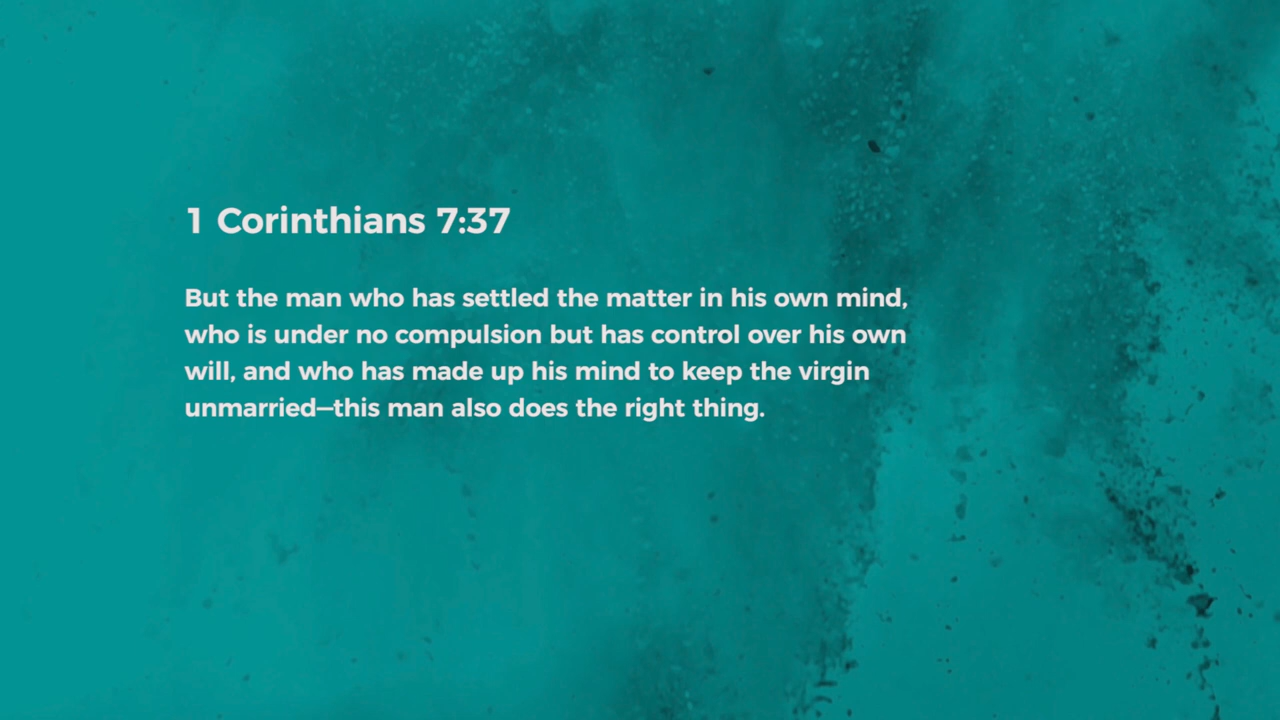 1 Corinthians 7:37
But the man who has settled the matter in his own mind,
who is under no compulsion but has control over his own
will, and who has made up his mind to keep the virgin
unmarried—this man also does the right thing.